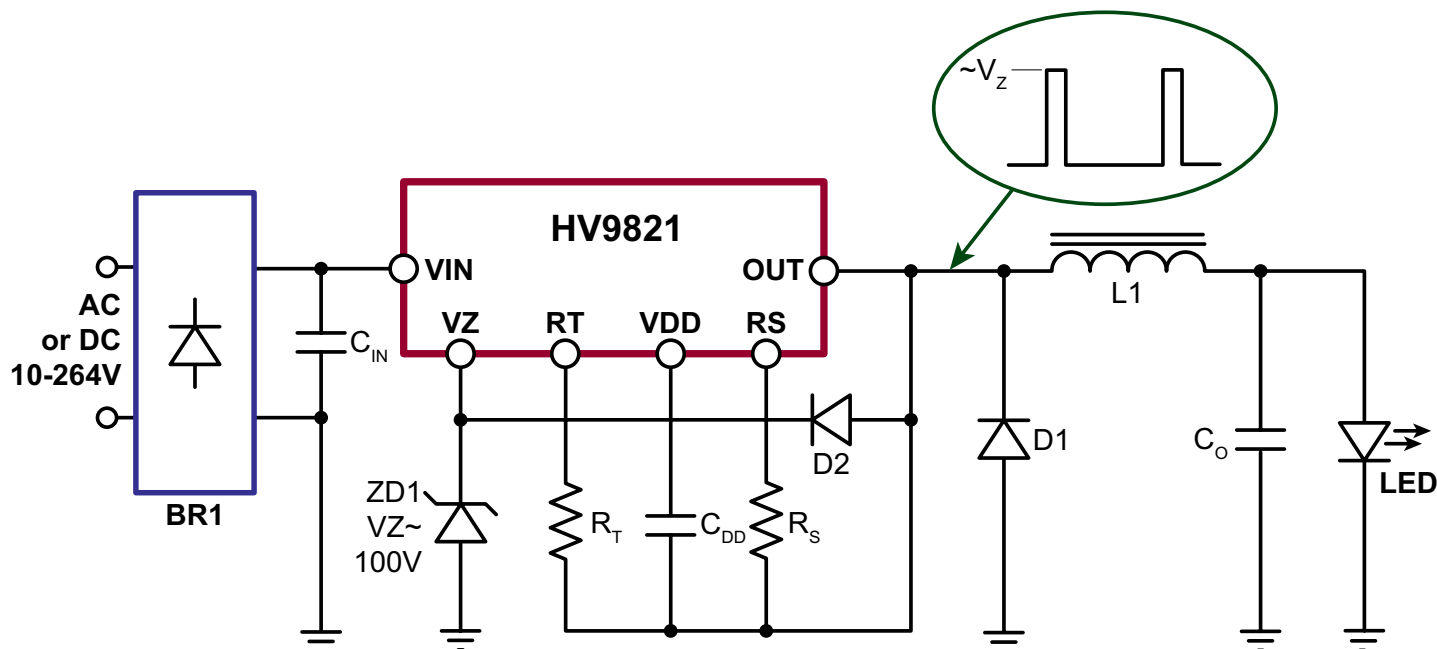 ~VZ
HV9821
VIN
OUT
VZ
RT
VDD
RS
AC
or DC
10-264V
CIN
BR1
L1
D2
D1
CO
LED
ZD1
VZ~
100V
RT
CDD
RS